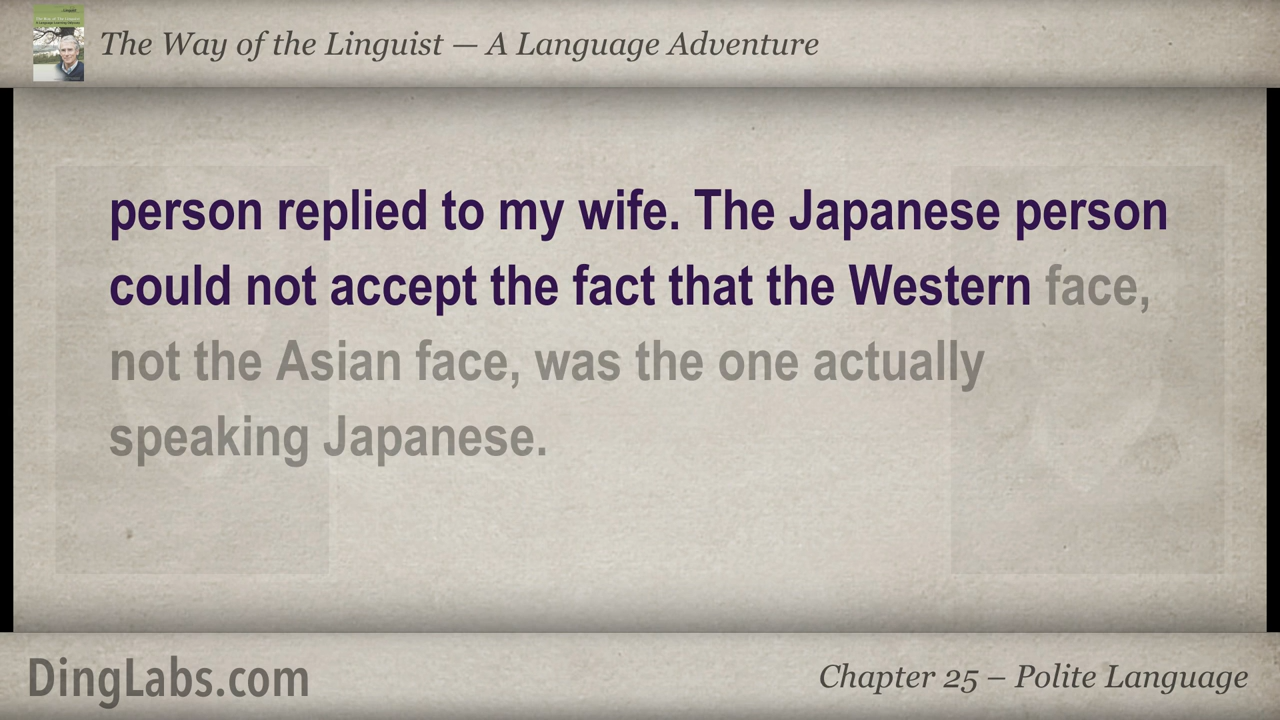 The Way of the Linguist — A Language Adventure
person replied to my wife. The Japanese person
could not accept the fact that the Western face,
not the Asian face, was the one actually
speaking Japanese.
DingLabs.com
Chapter 25 – Polite Language